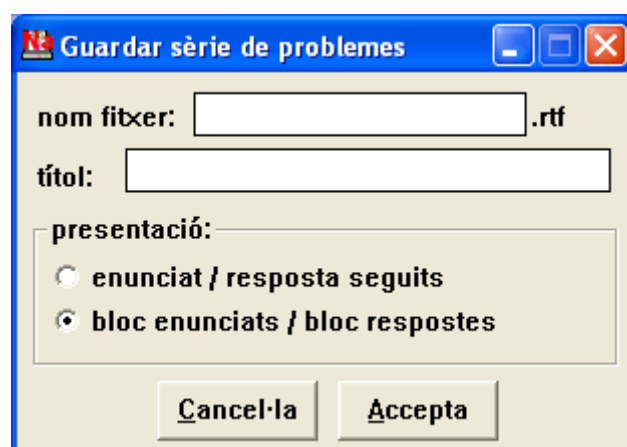 Guardar sèrie de problemes
nom fitxer: .rtf
títol:
presentació:
enunciat / resposta seguits
bloc enunciats / bloc respostes
Cancel·la Accepta